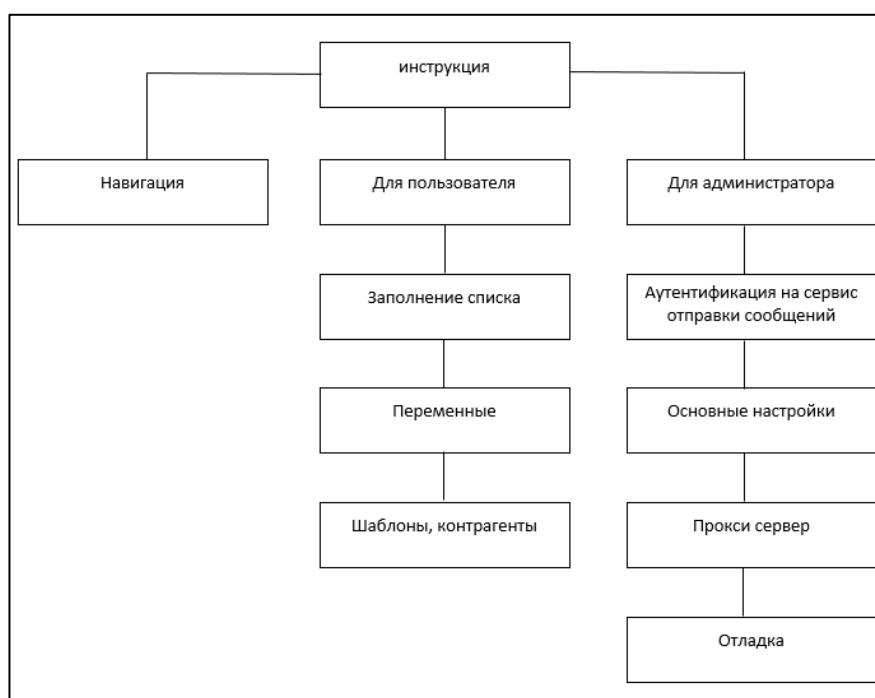 инструкция
Навигация
Для пользователя
Для администратора
Заполнение списка
Аутентификация на сервис
отправки сообщений
Переменные
Основные настройки
Шаблоны, контрагенты
Прокси сервер
Отладка